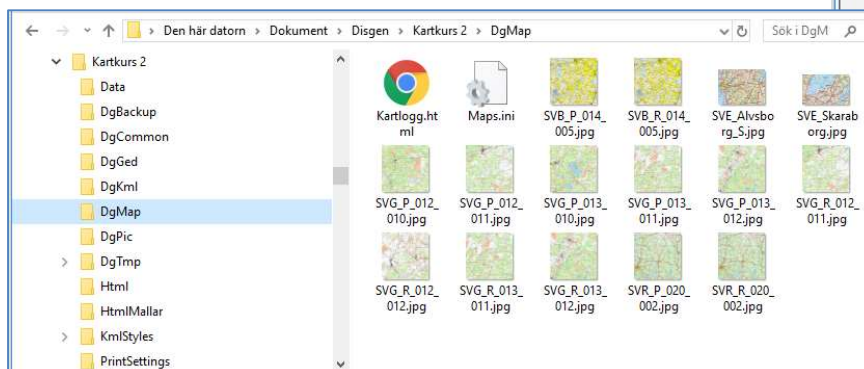 Den här datorn > Dokument > Disgen > Kartkurs 2 > DgMap
Sök i DgM
Kartkurs 2
Data
DgBackup
DgCommon
DgGed
DgKml
DgMap
DgPic
DgTmp
Html
HtmlMallar
KmlStyles
PrintSettings
Kartlogg.ht
ml
Maps.ini
SVB_P_014_
005.jpg
SVB_R_014_
005.jpg
SVE_Alvsbo
rg_S.jpg
SVE_Skarab
org.jpg
SVG_P_012_
010.jpg
SVG_P_012_
011.jpg
SVG_P_013_
010.jpg
SVG_P_013_
011.jpg
SVG_P_013_
012.jpg
SVG_R_012_
011.jpg
SVG_R_012_
012.jpg
SVG_R_013_
011.jpg
SVG_R_013_
012.jpg
SVR_P_020_
002.jpg
SVR_R_020_
002.jpg